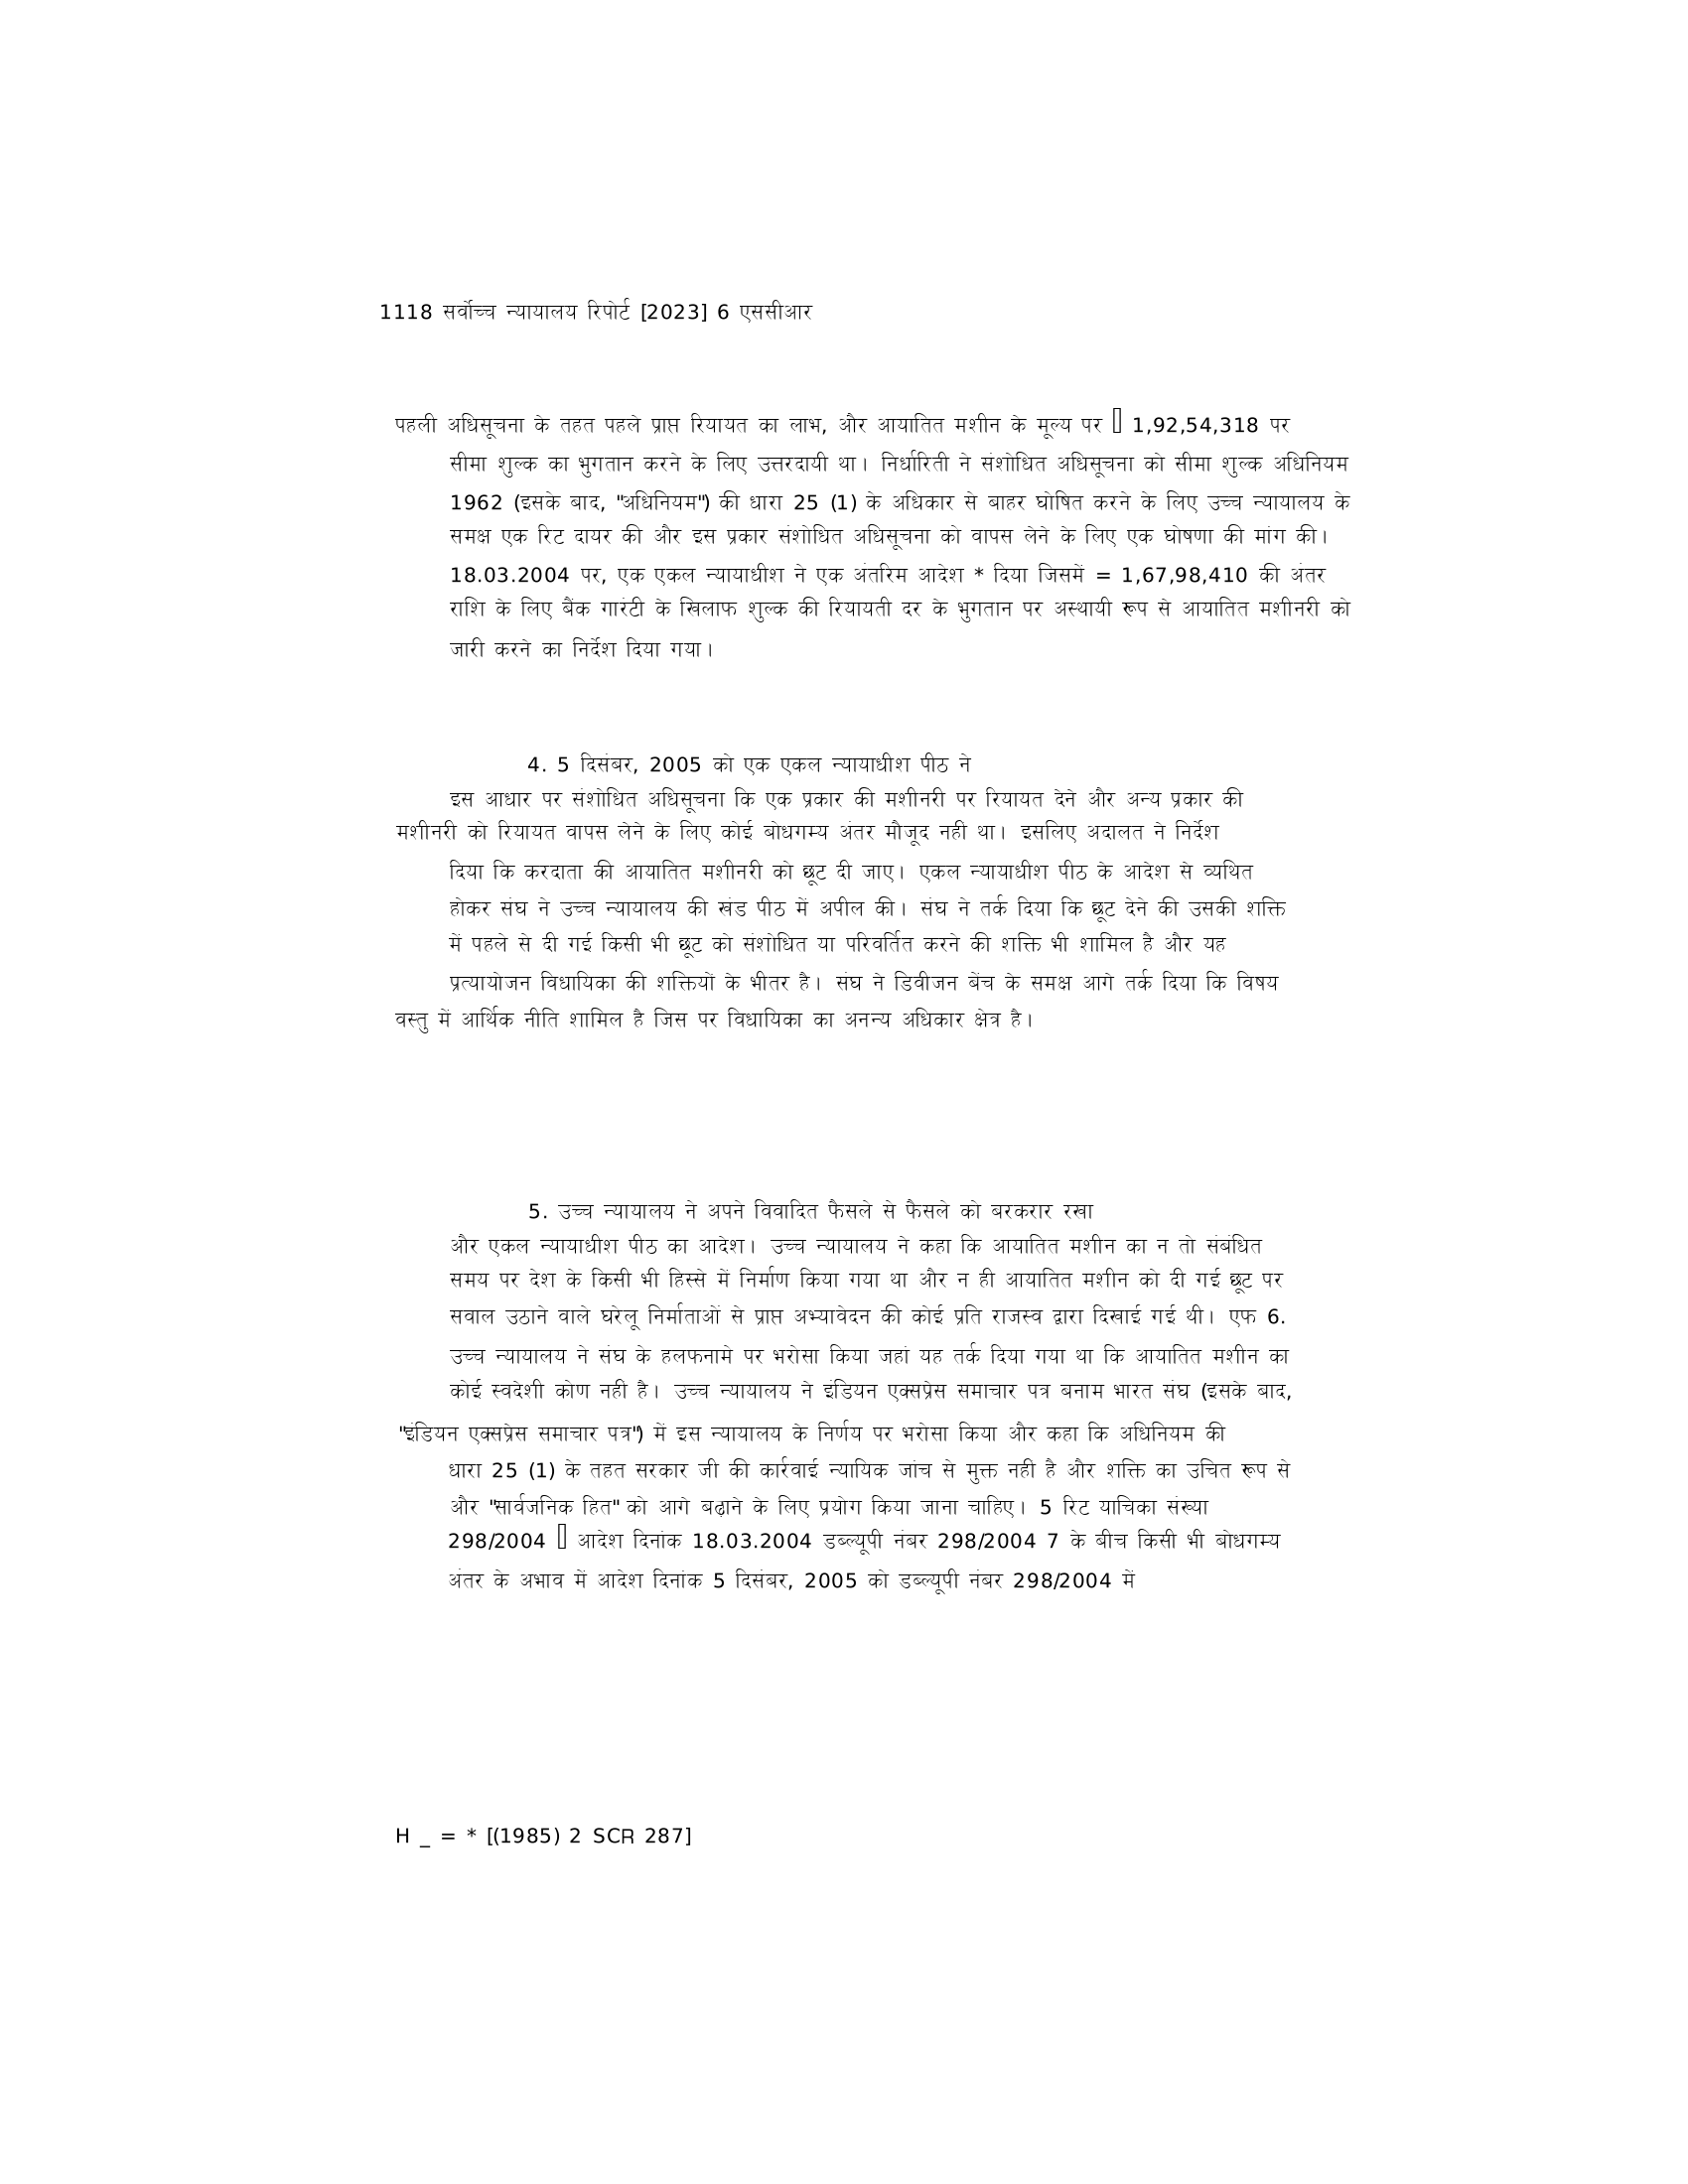 1118 सर्वोच्च न्यायालय रिपोर्ट [2023] 6 एससीआर
पहली अधिसूचना के तहत पहले प्राप्त रियायत का लाभ, और आयातित मशीन के मूल्य पर 1,92,54,318 पर
सीमा शुल्क का भुगतान करने के लिए उत्तरदायी था। निर्धारिती ने संशोधित अधिसूचना को सीमा शुल्क अधिनियम
1962 (इसके बाद, "अधिनियम") की धारा 25 (1) के अधिकार से बाहर घोषित करने के लिए उच्च न्यायालय के
समक्ष एक रिट दायर की और इस प्रकार संशोधित अधिसूचना को वापस लेने के लिए एक घोषणा की मांग की।
18.03.2004 पर, एक एकल न्यायाधीश ने एक अंतरिम आदेश * दिया जिसमें = 1,67,98,410 की अंतर
राशि के लिए बैंक गारंटी के खिलाफ शुल्क की रियायती दर के भुगतान पर अस्थायी रूप से आयातित मशीनरी को
जारी करने का निर्देश दिया गया।
4. 5 दिसंबर, 2005 को एक एकल न्यायाधीश पीठ ने
इस आधार पर संशोधित अधिसूचना कि एक प्रकार की मशीनरी पर रियायत देने और अन्य प्रकार की
मशीनरी को रियायत वापस लेने के लिए कोई बोधगम्य अंतर मौजूद नहीं था। इसलिए अदालत ने निर्देश
दिया कि करदाता की आयातित मशीनरी को छूट दी जाए। एकल न्यायाधीश पीठ के आदेश से व्यथित
होकर संघ ने उच्च न्यायालय की खंड पीठ में अपील की। संघ ने तर्क दिया कि छूट देने की उसकी शक्ति
में पहले से दी गई किसी भी छूट को संशोधित या परिवर्तित करने की शक्ति भी शामिल है और यह
प्रत्यायोजन विधायिका की शक्तियों के भीतर है। संघ ने डिवीजन बेंच के समक्ष आगे तर्क दिया कि विषय
वस्तु में आर्थिक नीति शामिल है जिस पर विधायिका का अनन्य अधिकार क्षेत्र है।
5. उच्च न्यायालय ने अपने विवादित फैसले से फैसले को बरकरार रखा
और एकल न्यायाधीश पीठ का आदेश। उच्च न्यायालय ने कहा कि आयातित मशीन का न तो संबंधित
समय पर देश के किसी भी हिस्से में निर्माण किया गया था और न ही आयातित मशीन को दी गई छूट पर
सवाल उठाने वाले घरेलू निर्माताओं से प्राप्त अभ्यावेदन की कोई प्रति राजस्व द्वारा दिखाई गई थी। एफ 6.
उच्च न्यायालय ने संघ के हलफनामे पर भरोसा किया जहां यह तर्क दिया गया था कि आयातित मशीन का
कोई स्वदेशी कोण नही है। उच्च न्यायालय ने इंडियन एक्सप्रेस समाचार पत्र बनाम भारत संघ (इसके बाद,
"इंडियन एक्सप्रेस समाचार पत्र") में इस न्यायालय के निर्णय पर भरोसा किया और कहा कि अधिनियम की
धारा 25 (1) के तहत सरकार जी की कार्रवाई न्यायिक जांच से मुक्त नही है और शक्ति का उचित रूप से
और "सार्वजनिक हित" को आगे बढ़ाने के लिए प्रयोग किया जाना चाहिए। 5 रिट याचिका संख्या
298/2004 आदेश दिनांक 18.03.2004 डब्ल्यूपी नंबर 298/2004 7 के बीच किसी भी बोधगम्य
अंतर के अभाव में आदेश दिनांक 5 दिसंबर, 2005 को डब्ल्यूपी नंबर 298/2004 में
H _ = * [(1985) 2 SCR 287]